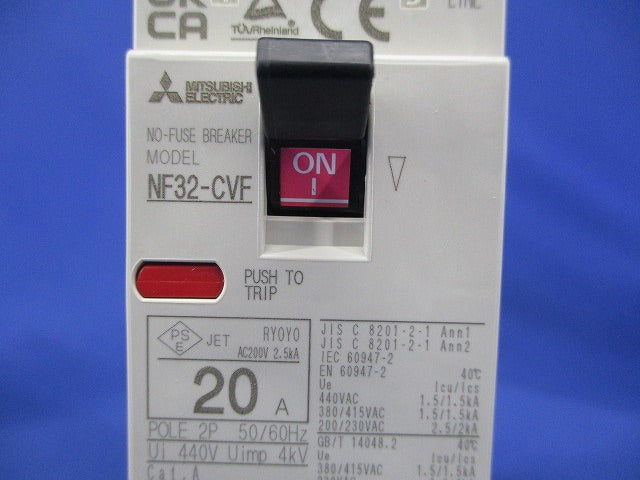 UK
CA
TÜVRheinland
CE
LINE
MITSUBISHI
ELECTRIC
NO-FUSE BREAKER
MODEL
NF32-CVF
ON
I
PUSH TO
TRIP
PS
E
JET
RYOYO
AC200V 2.5kA
20 A
POLE 2P 50/60Hz
Ui 440V Uimp 4kV
Cat. A
JIS C 8201-2-1 Ann1
JIS C 8201-2-1 Ann2
IEC 60947-2
EN 60947-2 40℃
Ue Icu/Ics
440VAC 1.5/1.5kA
380/415VAC 1.5/1.5kA
200/230VAC 2.5/2kA
GB/T 14048.2 40℃
Ue Icu/Ics
380/415VAC 1.5/1.5kA